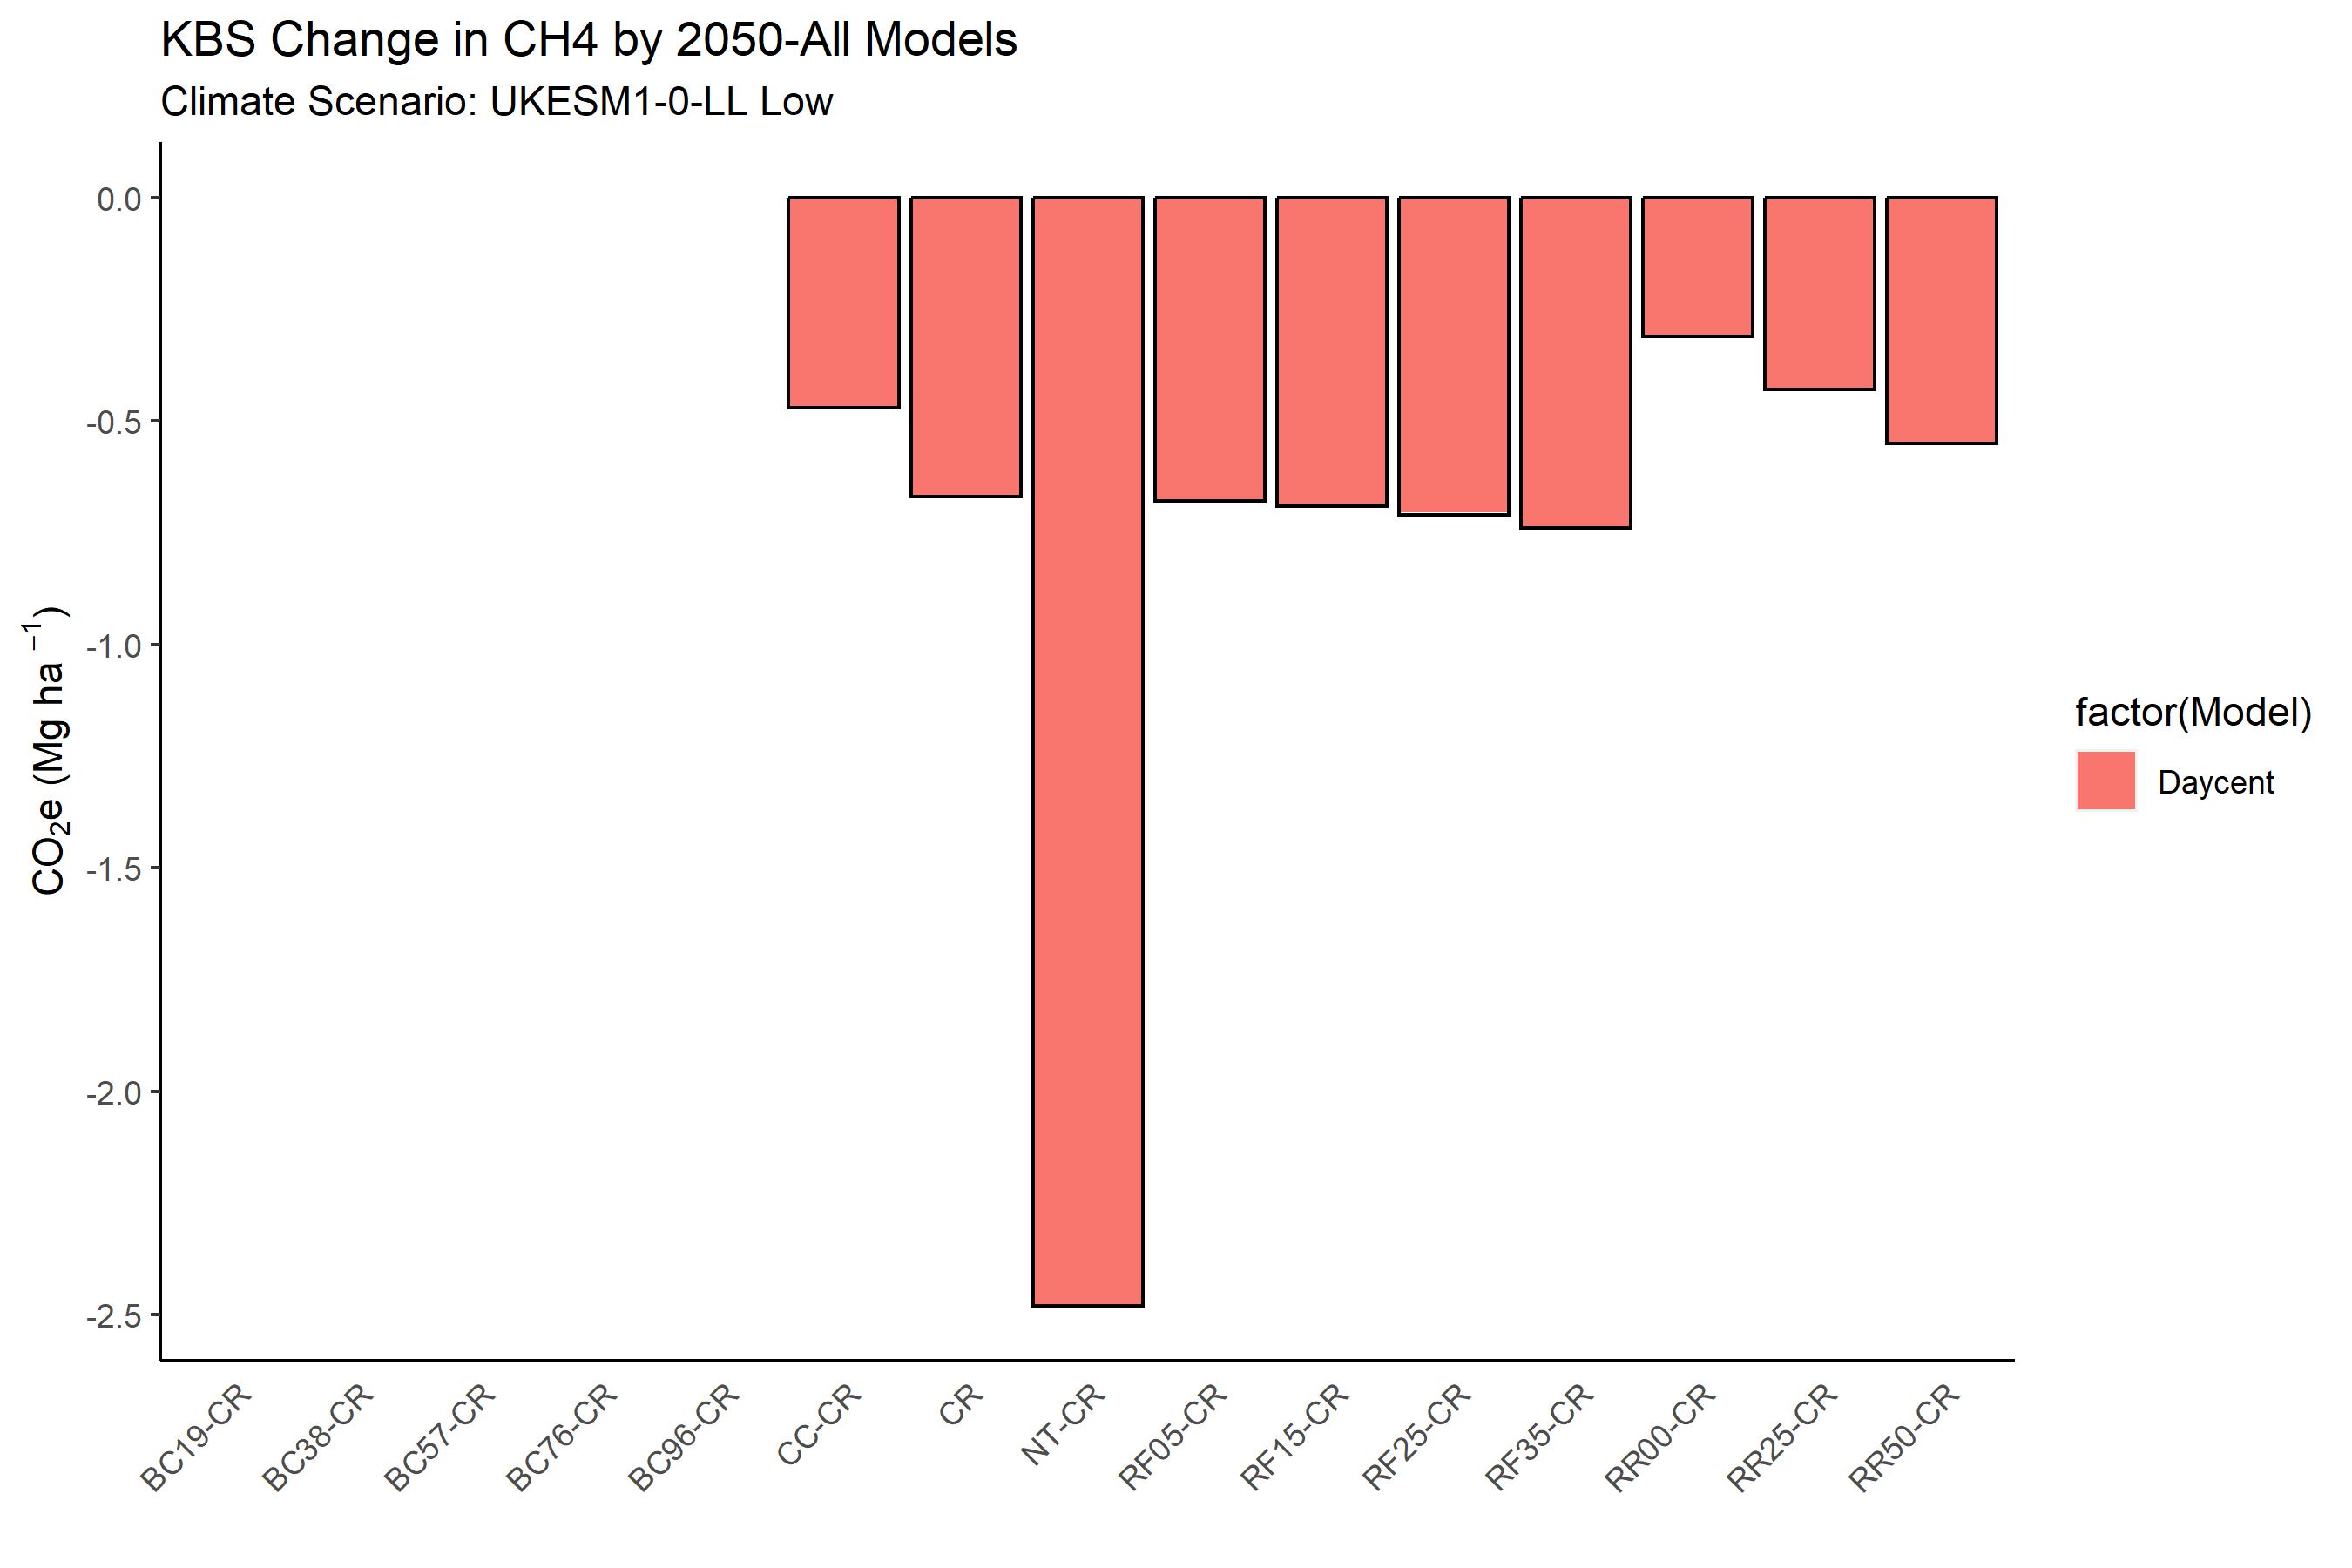 KBS Change in CH4 by 2050-All Models
Climate Scenario: UKESM1-0-LL Low
CO₂e (Mg ha ⁻¹)
0.0
-0.5
-1.0
-1.5
-2.0
-2.5
BC19-CR
BC38-CR
BC57-CR
BC76-CR
BC96-CR
CC-CR
CR
NT-CR
RF05-CR
RF15-CR
RF25-CR
RF35-CR
RR00-CR
RR25-CR
RR50-CR
factor(Model)
Daycent